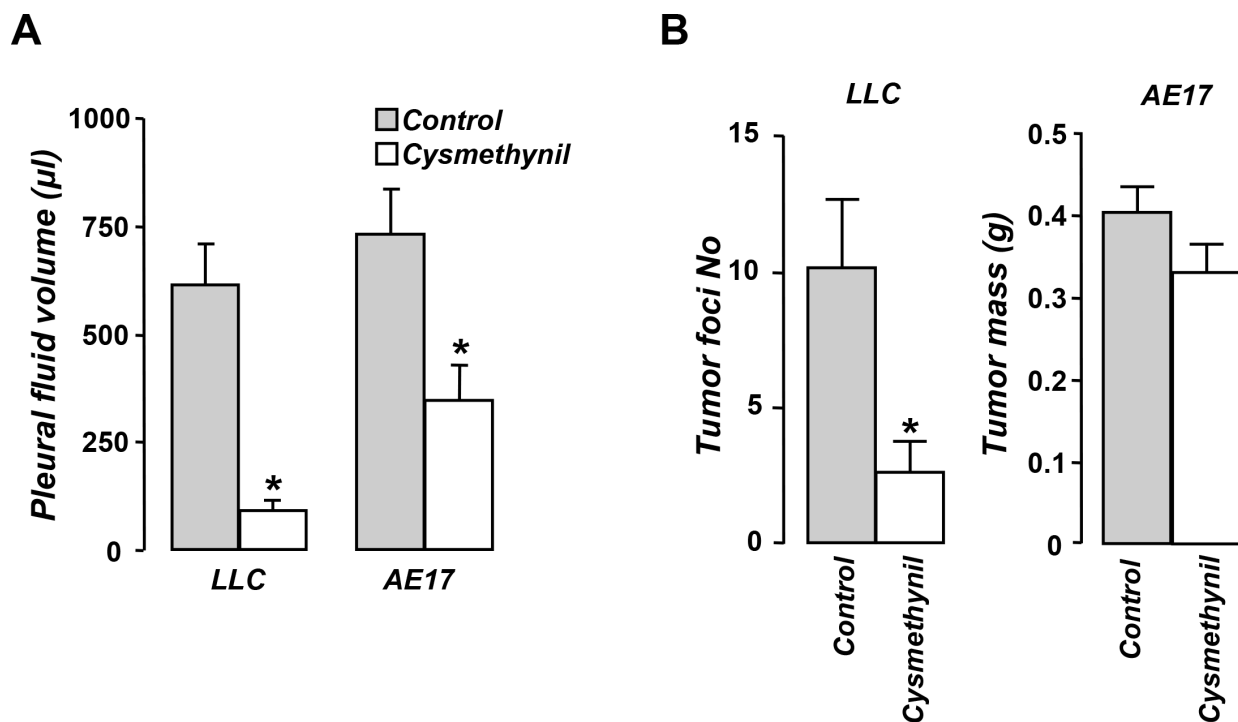 A
Pleural fluid volume (µl)
1000
750
500
250
0
Control
Cysmethynil
*
*
LLC
AE17
B
LLC
Tumor foci No
15
10
5
0
*
Control
Cysmethynil
AE17
Tumor mass (g)
0.5
0.4
0.3
0.2
0.1
0
Control
Cysmethynil